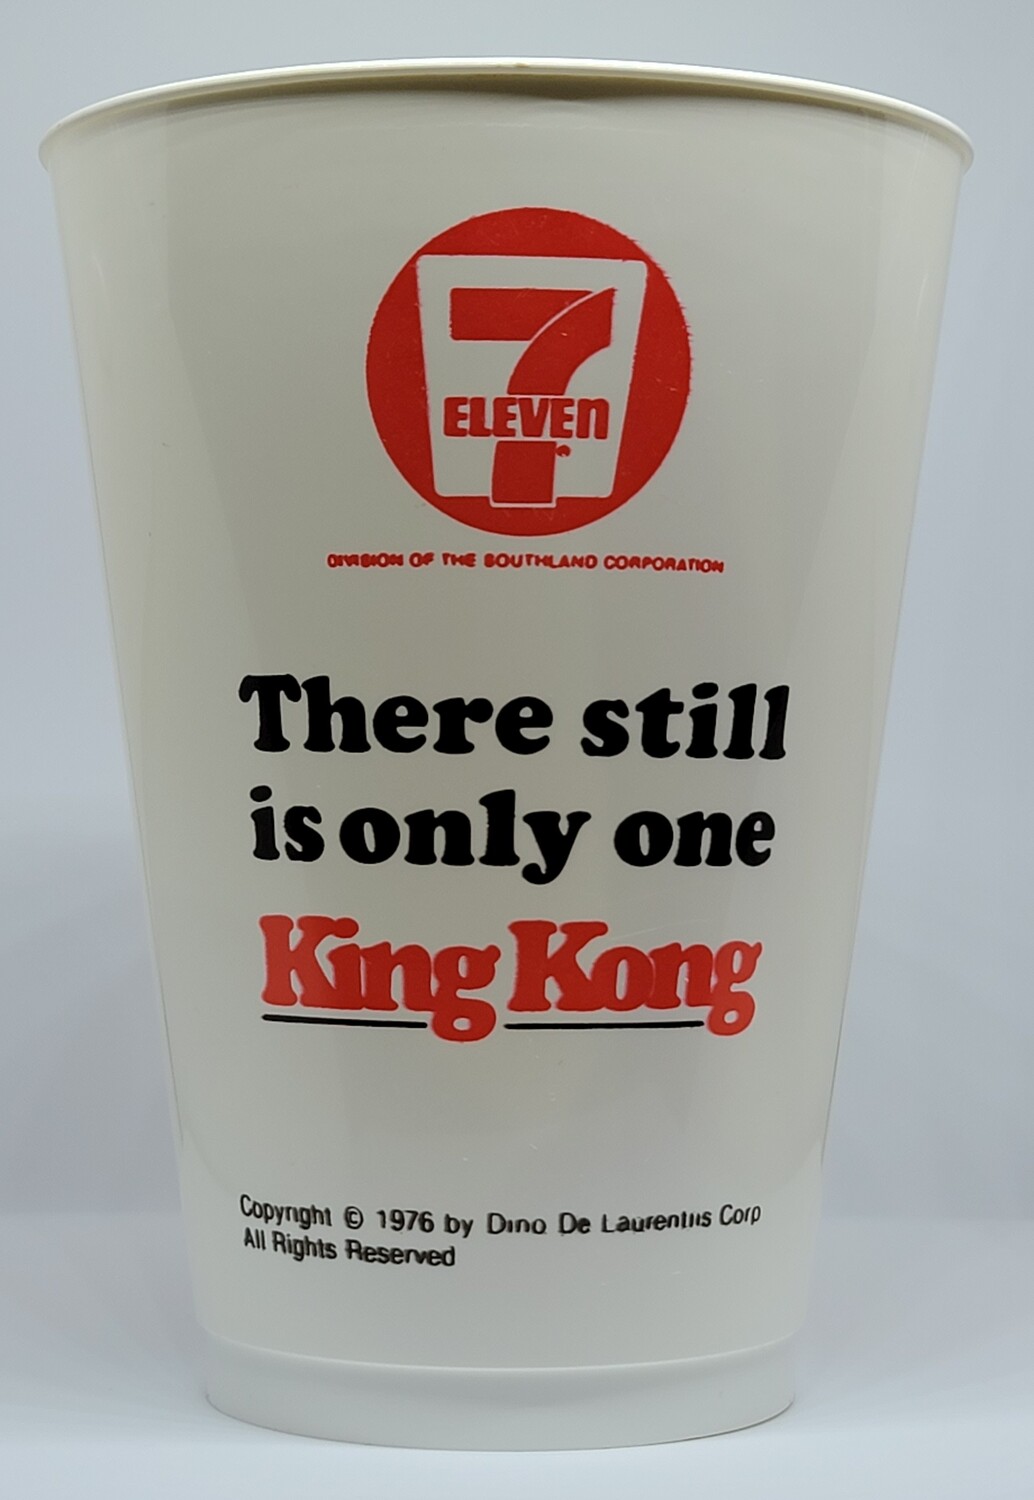 7
ELEVEn
DIVISION OF THE SOUTHLAND CORPORATION
There still
is only one
King Kong
Copyright © 1976 by Dino De Laurentiis Corp
All Rights Reserved